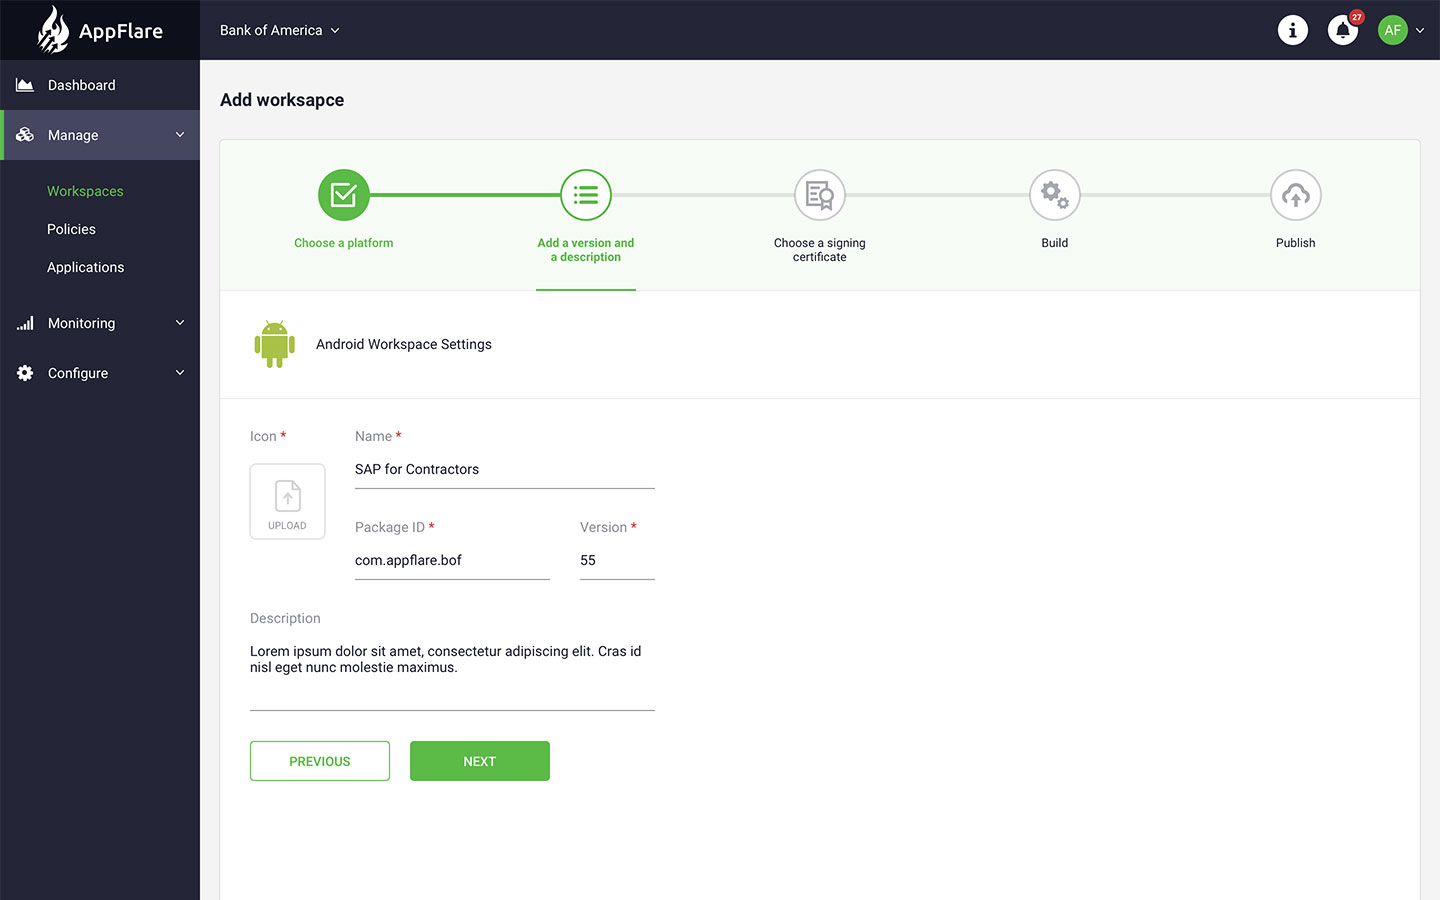 AppFlare
Bank of America
27
AF
Dashboard
Manage
Workspaces
Policies
Applications
Monitoring
Configure
Add worksapce
Choose a platform
Add a version and
a description
Choose a signing
certificate
Build
Publish
Android Workspace Settings
Icon *
Name *
UPLOAD
SAP for Contractors
Package ID *
Version *
com.appflare.bof
55
Description
Lorem ipsum dolor sit amet, consectetur adipiscing elit. Cras id
nisl eget nunc molestie maximus.
PREVIOUS
NEXT